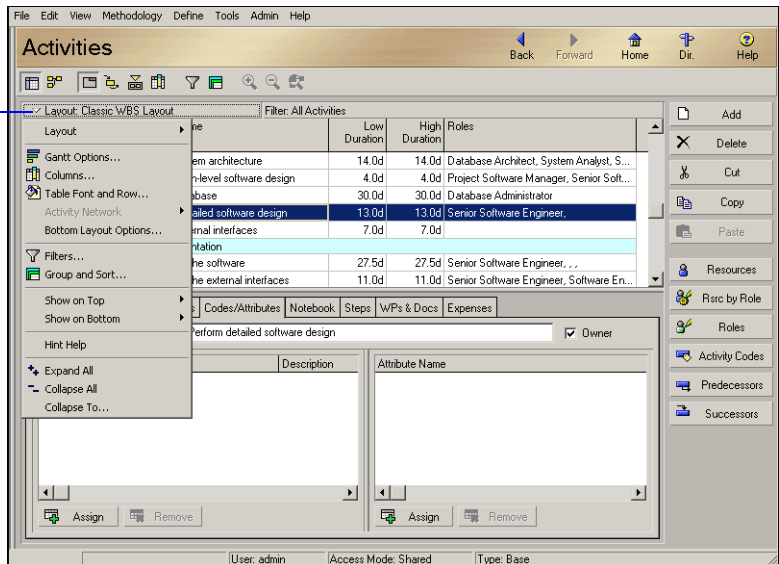 File Edit View Methodology Define Tools Admin Help
Activities
Back Forward Home Dir. Help
Layout: Classic WBS Layout Filter: All Activities
Low Duration High Duration Roles
em architecture 14.0d 14.0d Database Architect, System Analyst, S...
-level software design 4.0d 4.0d Project Software Manager, Senior Soft...
abase 30.0d 30.0d Database Administrator
ailed software design 13.0d 13.0d Senior Software Engineer,
rnal interfaces 7.0d 7.0d
ntation
he software 27.5d 27.5d Senior Software Engineer, , ,
he external interfaces 11.0d 11.0d Senior Software Engineer, Software En...
Layout
Gantt Options...
Columns...
Table Font and Row...
Activity Network
Bottom Layout Options...
Filters...
Group and Sort...
Show on Top
Show on Bottom
Hint Help
Expand All
Collapse All
Collapse To...
s Codes/Attributes Notebook Steps WPs & Docs Expenses
Perform detailed software design Owner
Description Attribute Name
Assign Remove Assign Remove
Add
Delete
Cut
Copy
Paste
Resources
Rsrc by Role
Roles
Activity Codes
Predecessors
Successors
User: admin Access Mode: Shared Type: Base